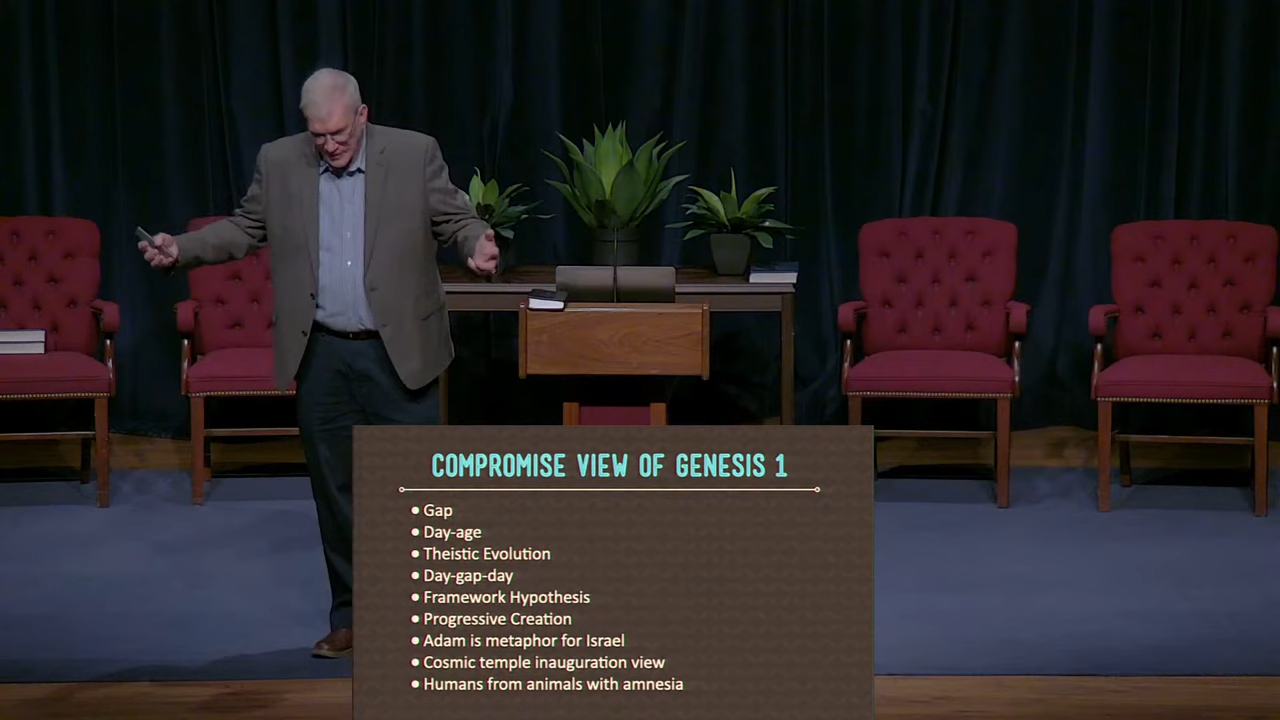 COMPROMISE VIEW OF GENESIS 1
• Gap
• Day-age
• Theistic Evolution
• Day-gap-day
• Framework Hypothesis
• Progressive Creation
• Adam is metaphor for Israel
• Cosmic temple inauguration view
• Humans from animals with amnesia